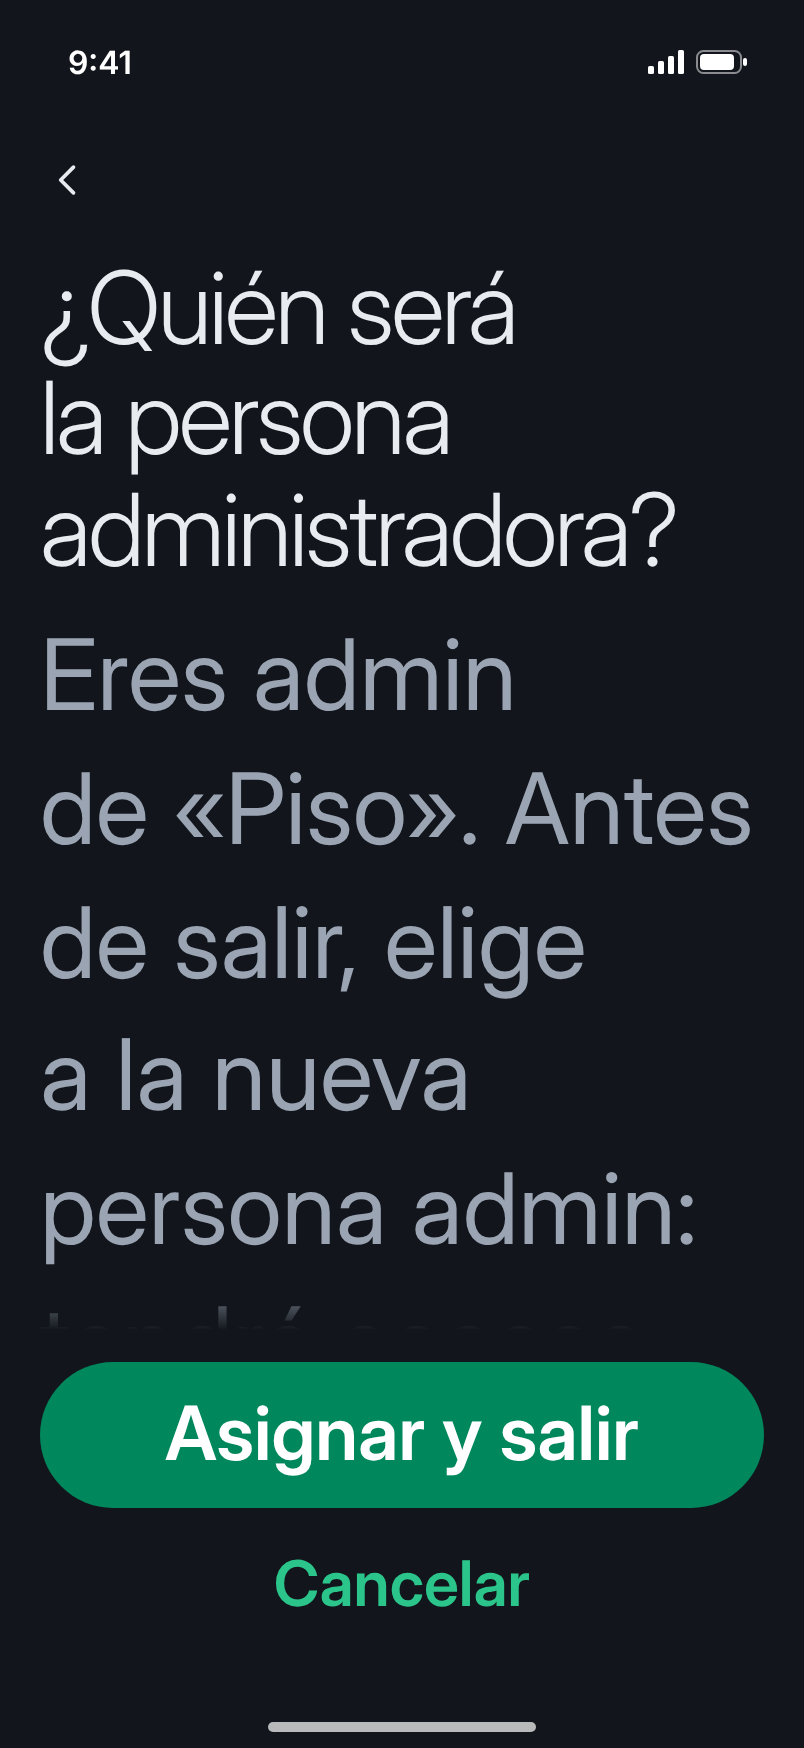 9:41
¿Quién será
la persona
administradora?
Eres admin
de «Piso». Antes
de salir, elige
a la nueva
persona admin:
Asignar y salir
Cancelar